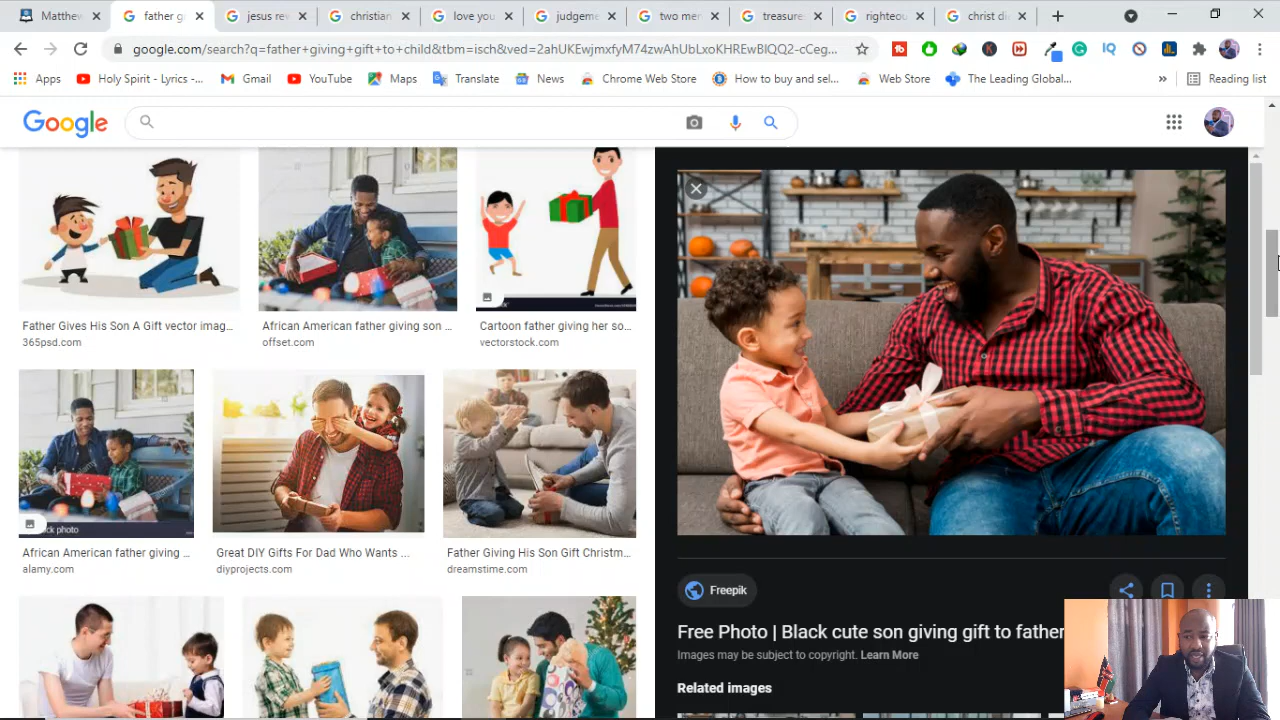 Matthew
father g
jesus rew
christian
love you
judgeme
two mer
treasure
righteou
christ di
google.com/search?q=father+giving+gift+to+child&tbm=isch&ved=2ahUKEwjmxfyM74zwAhUbLxoKHREwBIQQ2-cCeg...
Apps
Holy Spirit - Lyrics -...
Gmail
YouTube
Maps
Translate
News
Chrome Web Store
How to buy and sel...
Web Store
The Leading Global...
»
Reading list
Google
Father Gives His Son A Gift vector imag...
365psd.com
African American father giving son ...
offset.com
Cartoon father giving her so...
vectorstock.com
ck photo
African American father giving ...
alamy.com
Great DIY Gifts For Dad Who Wants ...
diyprojects.com
Father Giving His Son Gift Christm...
dreamstime.com
Freepik
Free Photo | Black cute son giving gift to father
Images may be subject to copyright. Learn More
Related images